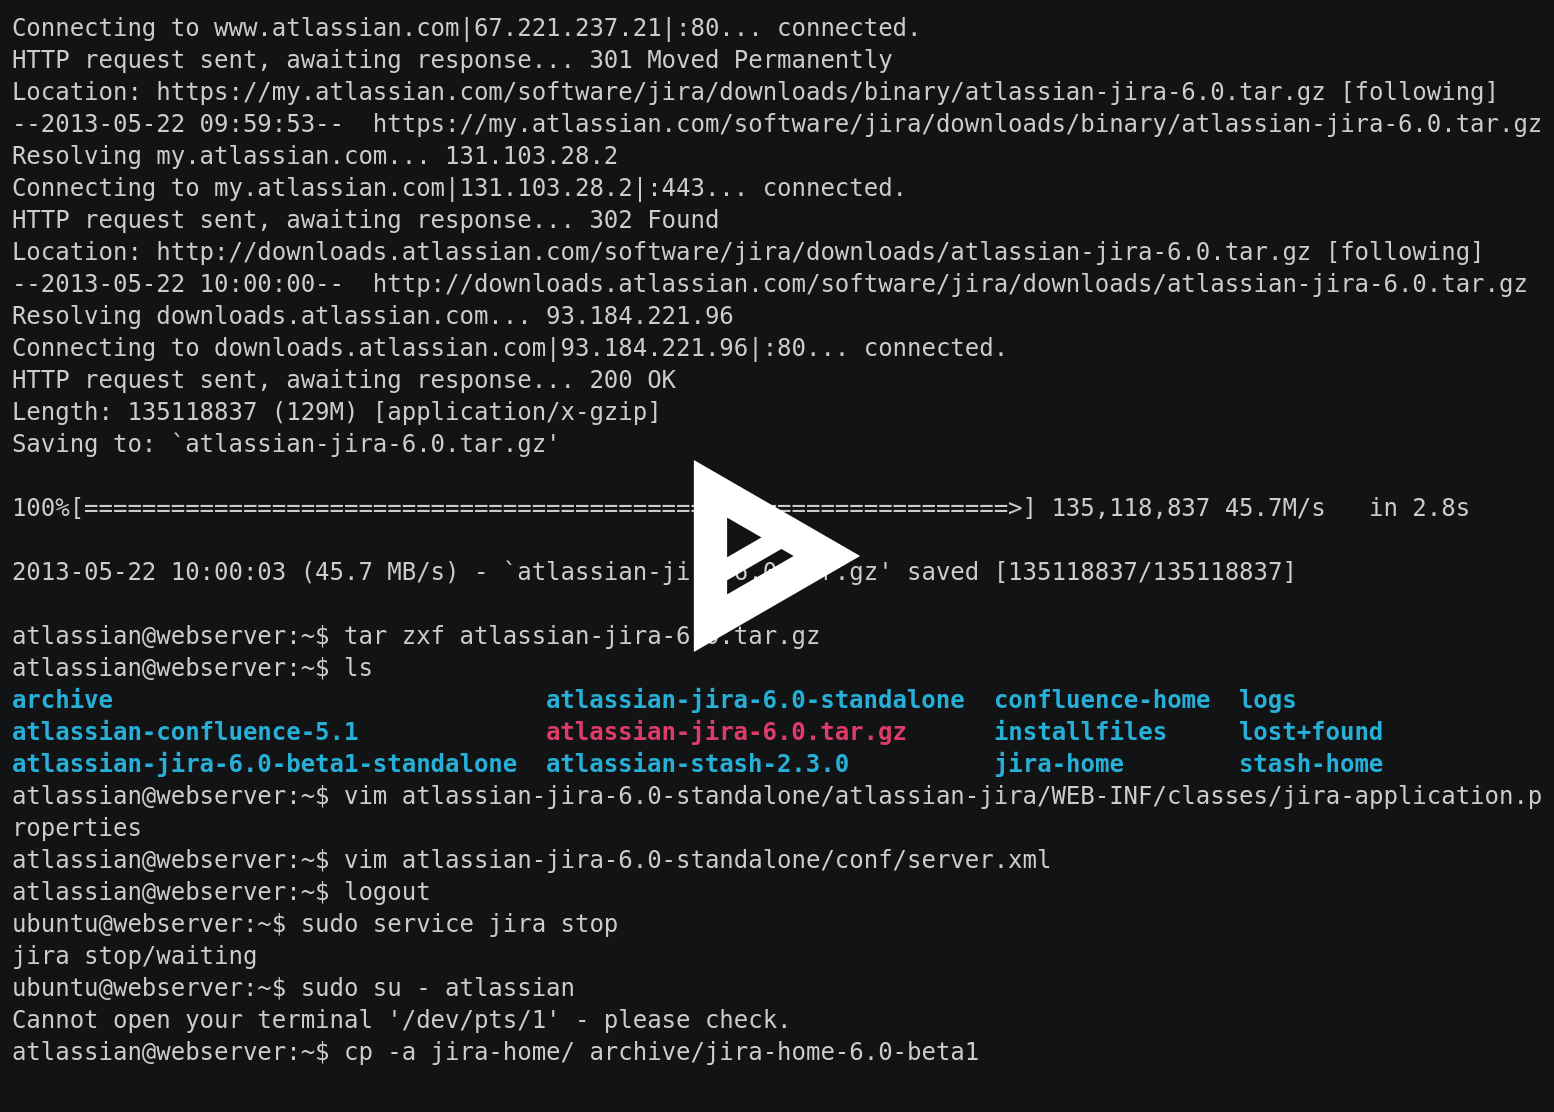 Connecting to www.atlassian.com|67.221.237.21|:80... connected.
HTTP request sent, awaiting response... 301 Moved Permanently
Location: https://my.atlassian.com/software/jira/downloads/binary/atlassian-jira-6.0.tar.gz [following]
--2013-05-22 09:59:53--  https://my.atlassian.com/software/jira/downloads/binary/atlassian-jira-6.0.tar.gz
Resolving my.atlassian.com... 131.103.28.2
Connecting to my.atlassian.com|131.103.28.2|:443... connected.
HTTP request sent, awaiting response... 302 Found
Location: http://downloads.atlassian.com/software/jira/downloads/atlassian-jira-6.0.tar.gz [following]
--2013-05-22 10:00:00--  http://downloads.atlassian.com/software/jira/downloads/atlassian-jira-6.0.tar.gz
Resolving downloads.atlassian.com... 93.184.221.96
Connecting to downloads.atlassian.com|93.184.221.96|:80... connected.
HTTP request sent, awaiting response... 200 OK
Length: 135118837 (129M) [application/x-gzip]
Saving to: `atlassian-jira-6.0.tar.gz'
100%[================================================================>] 135,118,837 45.7M/s   in 2.8s
2013-05-22 10:00:03 (45.7 MB/s) - `atlassian-jira-6.0.tar.gz' saved [135118837/135118837]
atlassian@webserver:~$ tar zxf atlassian-jira-6.0.tar.gz
atlassian@webserver:~$ ls
archive                              atlassian-jira-6.0-standalone  confluence-home  logs
atlassian-confluence-5.1             atlassian-jira-6.0.tar.gz      installfiles     lost+found
atlassian-jira-6.0-beta1-standalone  atlassian-stash-2.3.0          jira-home        stash-home
atlassian@webserver:~$ vim atlassian-jira-6.0-standalone/atlassian-jira/WEB-INF/classes/jira-application.p
roperties
atlassian@webserver:~$ vim atlassian-jira-6.0-standalone/conf/server.xml
atlassian@webserver:~$ logout
ubuntu@webserver:~$ sudo service jira stop
jira stop/waiting
ubuntu@webserver:~$ sudo su - atlassian
Cannot open your terminal '/dev/pts/1' - please check.
atlassian@webserver:~$ cp -a jira-home/ archive/jira-home-6.0-beta1